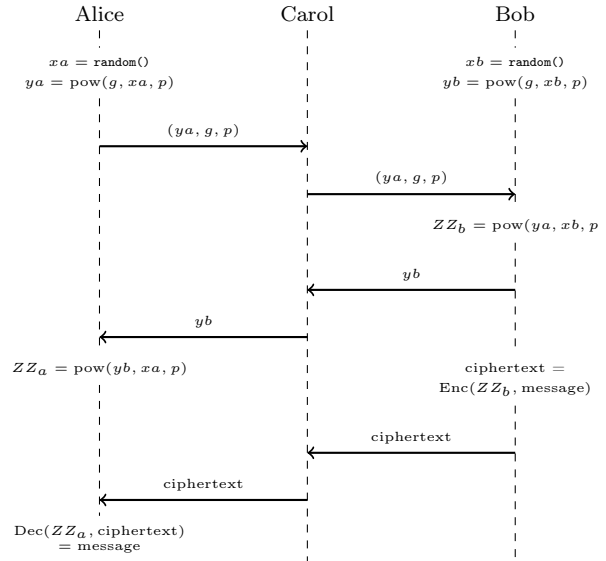 Alice Carol Bob
xa = random() xb = random()
ya = pow(g, xa, p) yb = pow(g, xb, p)
(ya, g, p)
(ya, g, p)
ZZ_b = pow(ya, xb, p
yb
yb
ZZ_a = pow(yb, xa, p) ciphertext =
Enc(ZZ_b, message)
ciphertext
ciphertext
Dec(ZZ_a, ciphertext)
= message